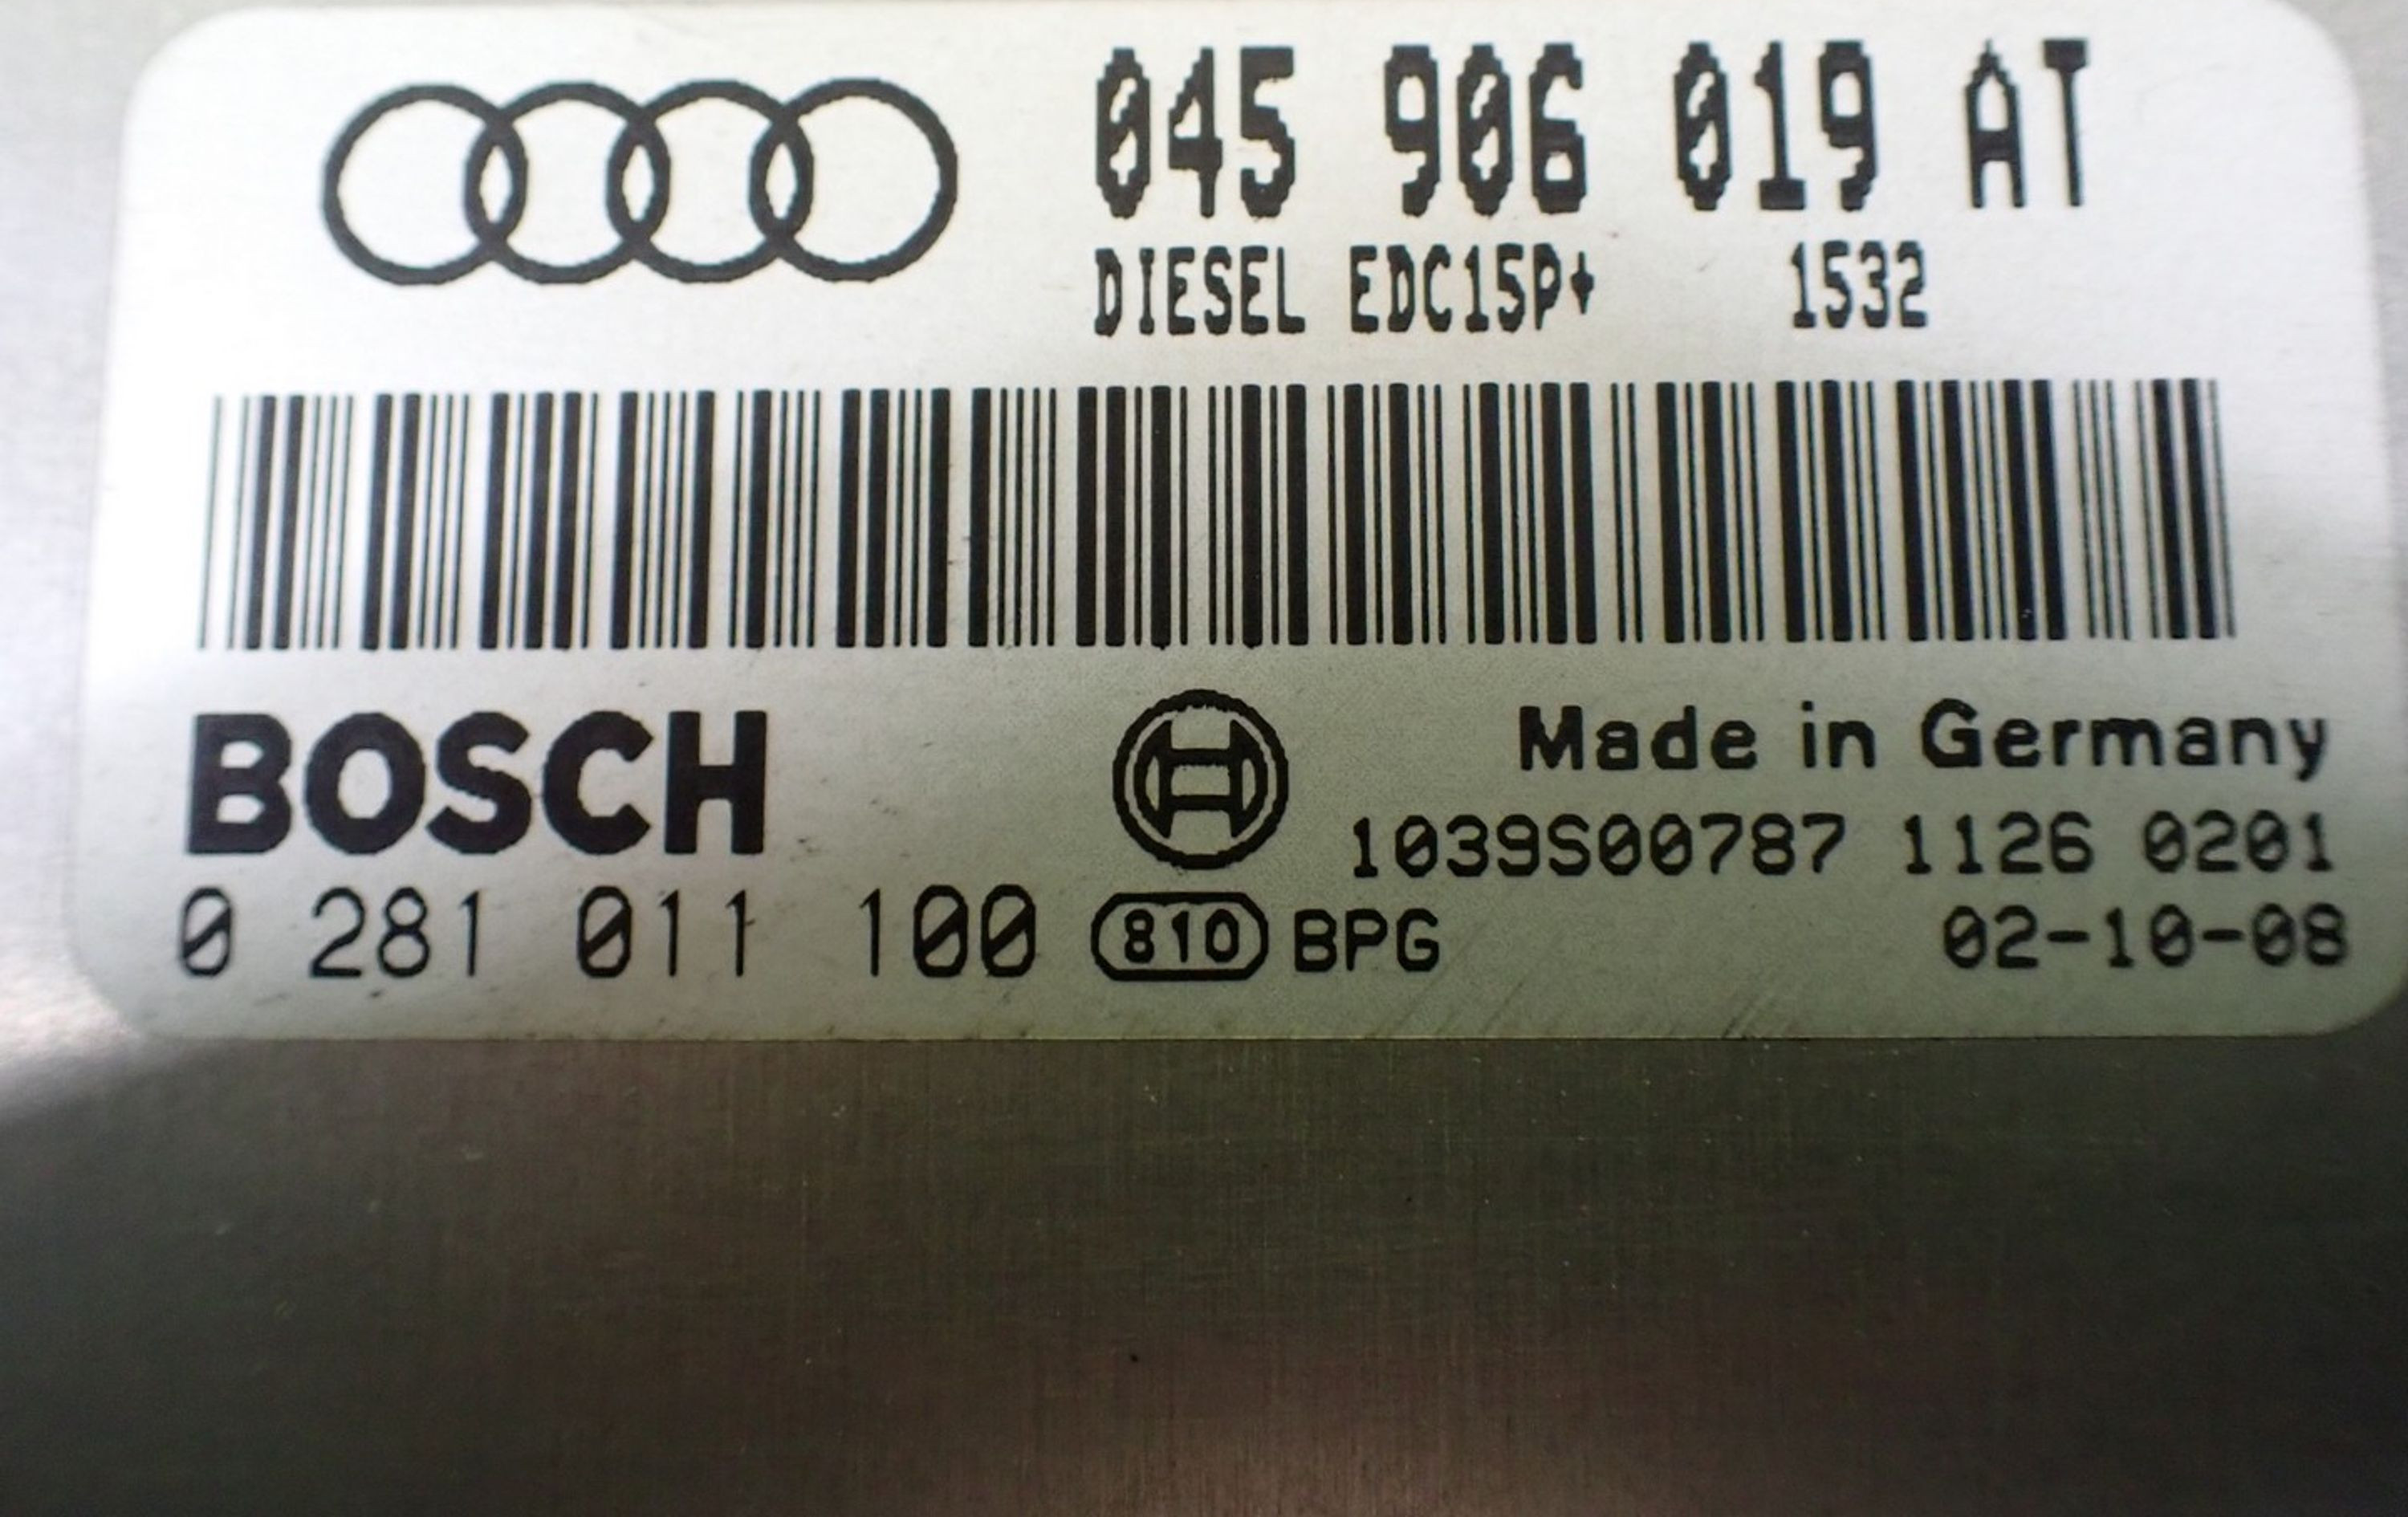 045 906 019 AT
DIESEL EDC15P+ 1532
BOSCH
Made in Germany
1039S00787 1126 0201
0 281 011 100 810 BPG 02-10-08